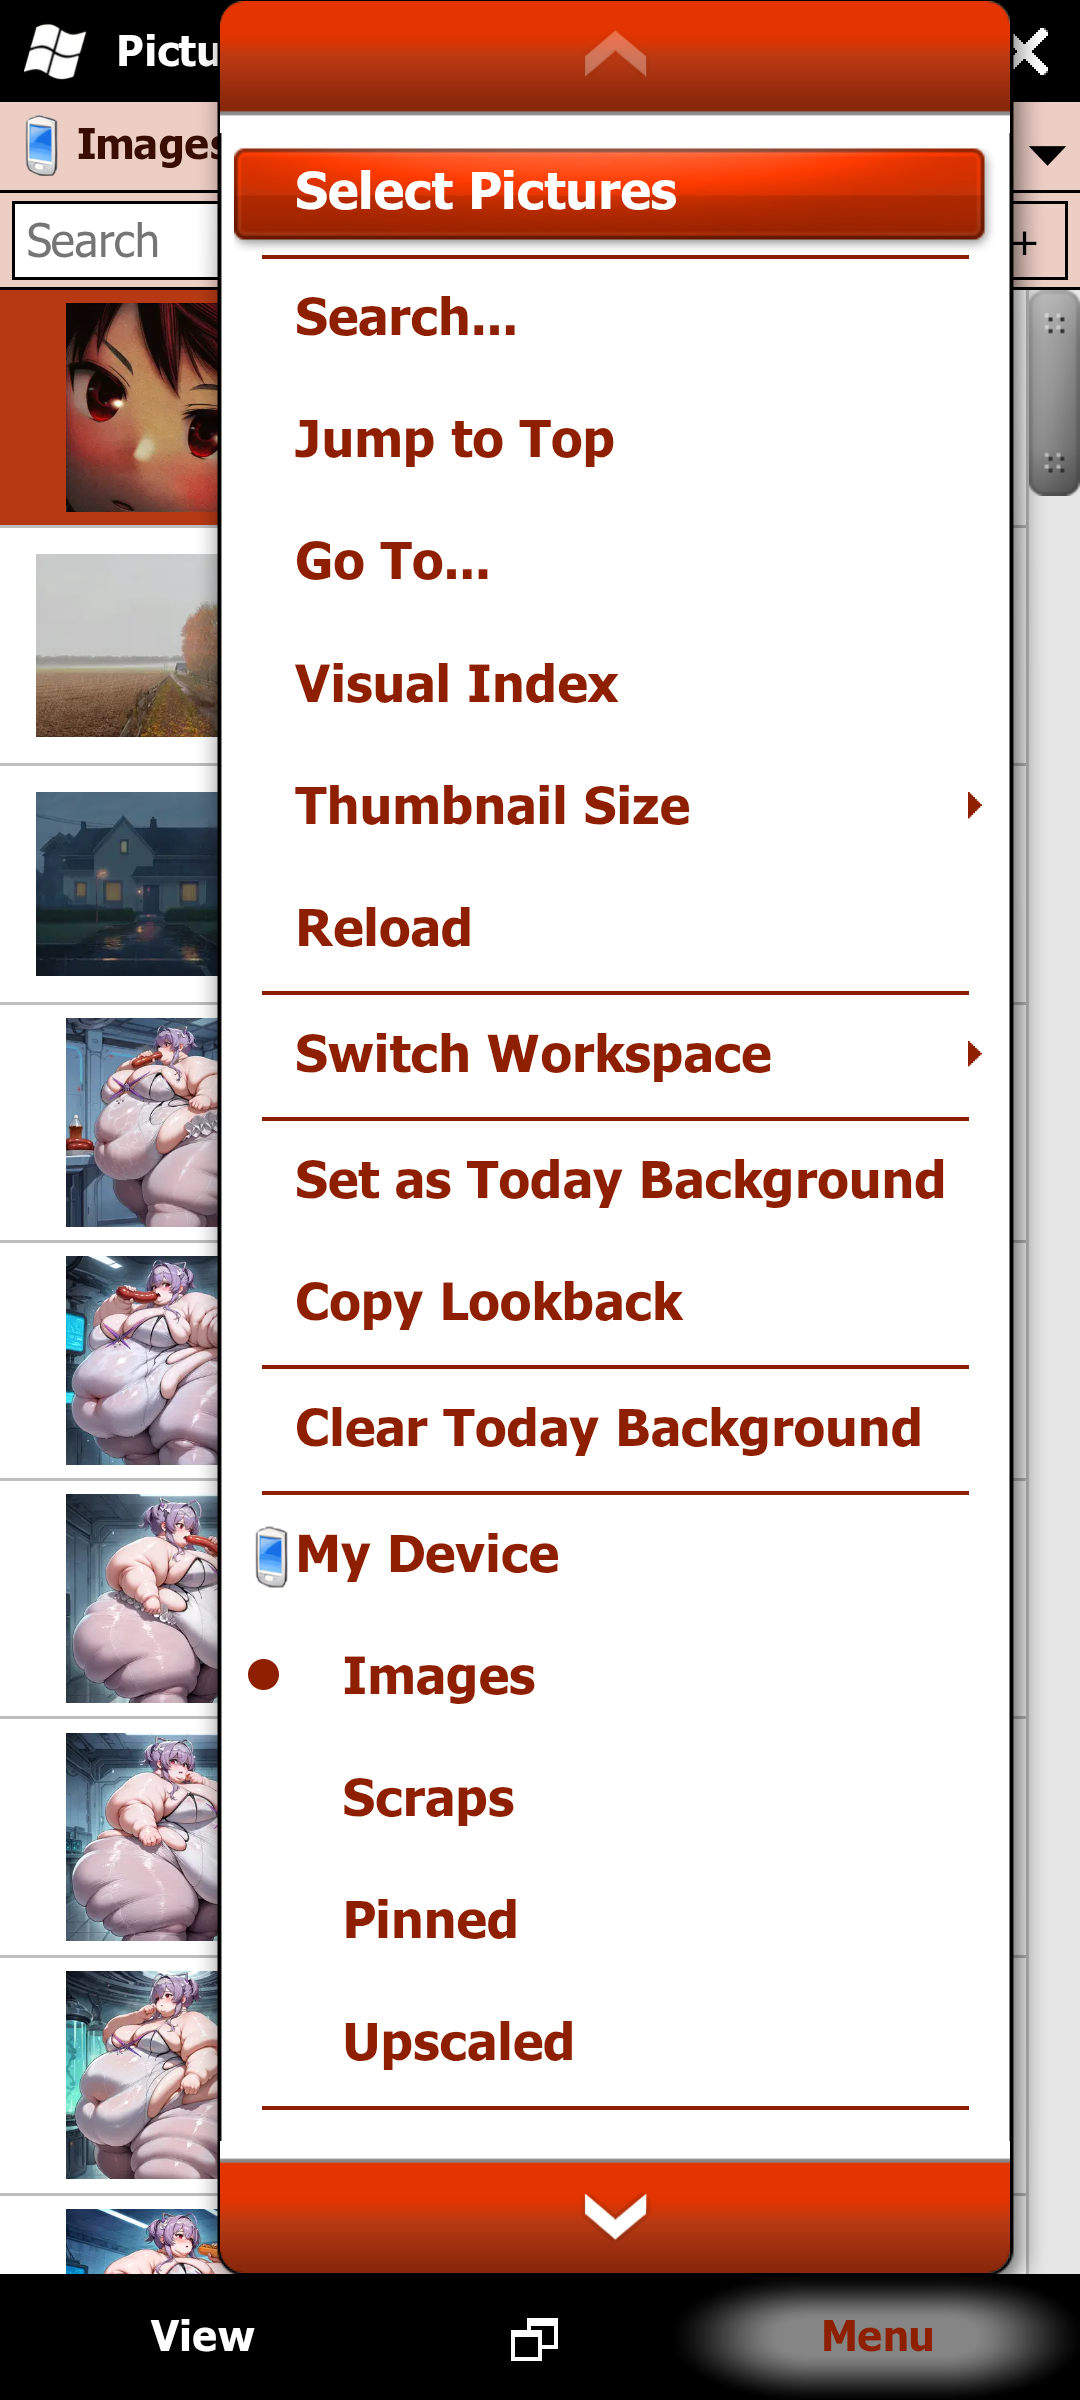 Pictu
Images
Search
+
Select Pictures
Search...
Jump to Top
Go To...
Visual Index
Thumbnail Size
Reload
Switch Workspace
Set as Today Background
Copy Lookback
Clear Today Background
My Device
Images
Scraps
Pinned
Upscaled
View
Menu